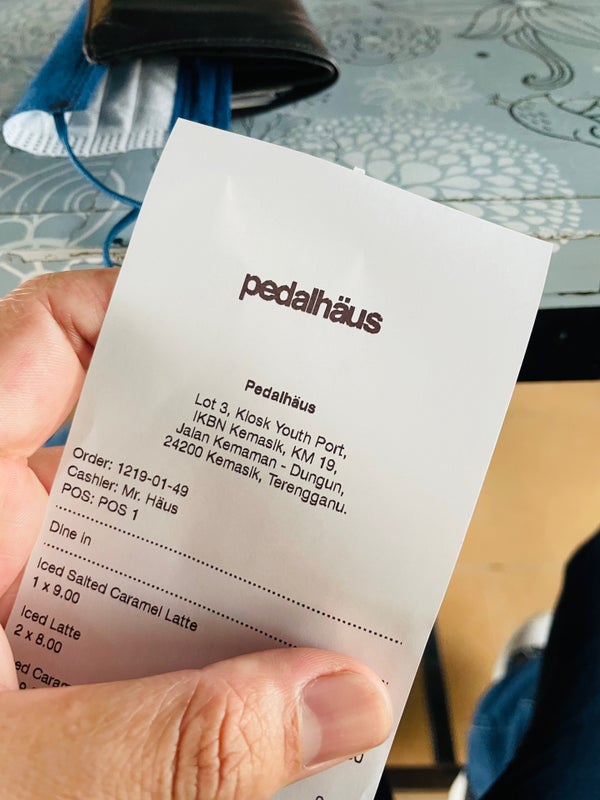 pedalhäus
Pedalhäus
Lot 3, Kiosk Youth Port,
IKBN Kemasik, KM 19,
Jalan Kemaman - Dungun,
24200 Kemasik, Terengganu.
Order: 1219-01-49
Cashier: Mr. Häus
POS: POS 1
Dine in
Iced Salted Caramel Latte
1 x 9.00
Iced Latte
2 x 8.00